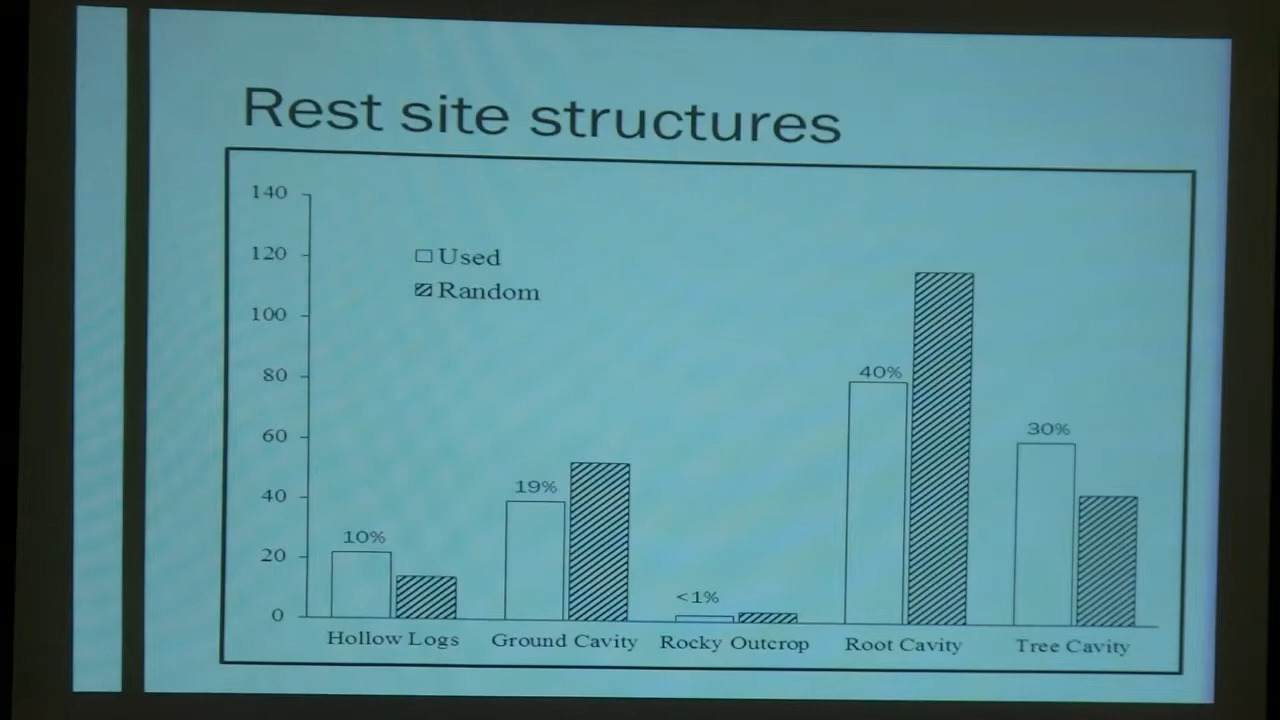 Rest site structures
140
120
100
80
60
40
20
0
Used
Random
10%
19%
<1%
40%
30%
Hollow Logs
Ground Cavity
Rocky Outcrop
Root Cavity
Tree Cavity